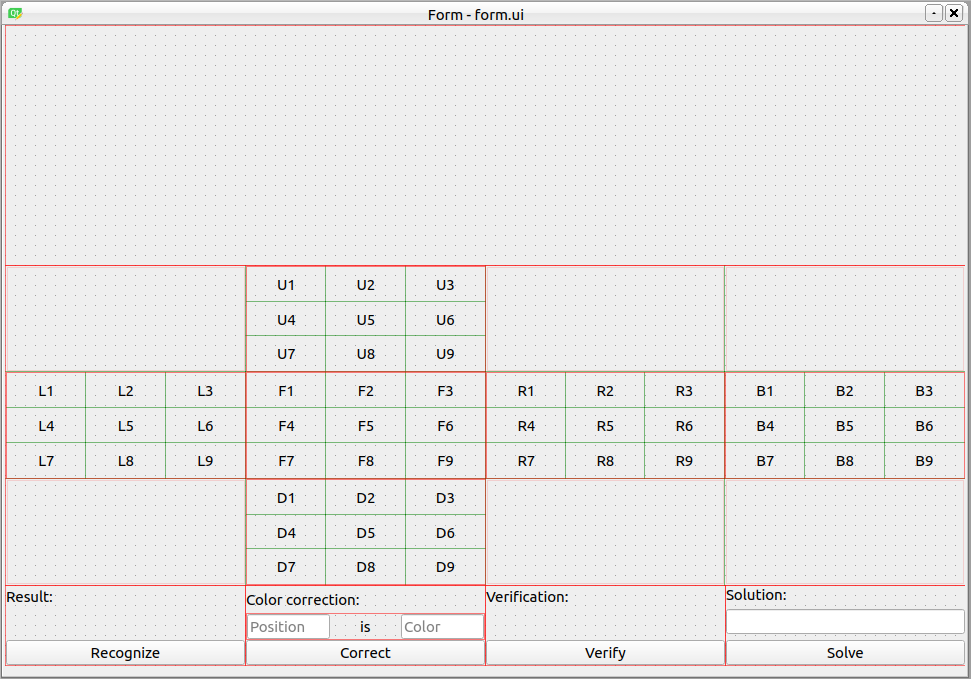 Form - form.ui
U1 U2 U3
U4 U5 U6
U7 U8 U9
L1 L2 L3 F1 F2 F3 R1 R2 R3 B1 B2 B3
L4 L5 L6 F4 F5 F6 R4 R5 R6 B4 B5 B6
L7 L8 L9 F7 F8 F9 R7 R8 R9 B7 B8 B9
D1 D2 D3
D4 D5 D6
D7 D8 D9
Result: Color correction: Verification: Solution:
Position is Color
Recognize Correct Verify Solve